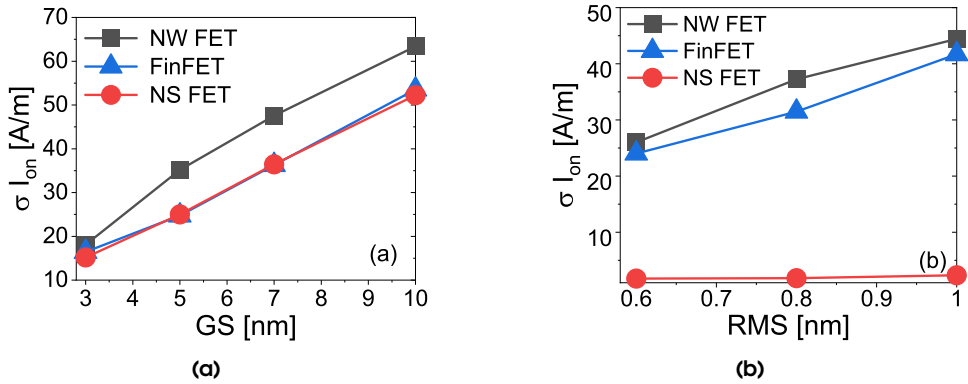 70
60
50
40
30
20
10
σ I_on [A/m]
NW FET
FinFET
NS FET
(a)
3 4 5 6 7 8 9 10
GS [nm]
(a)
50
40
30
20
10
σ I_on [A/m]
NW FET
FinFET
NS FET
(b)
0.6 0.7 0.8 0.9 1
RMS [nm]
(b)